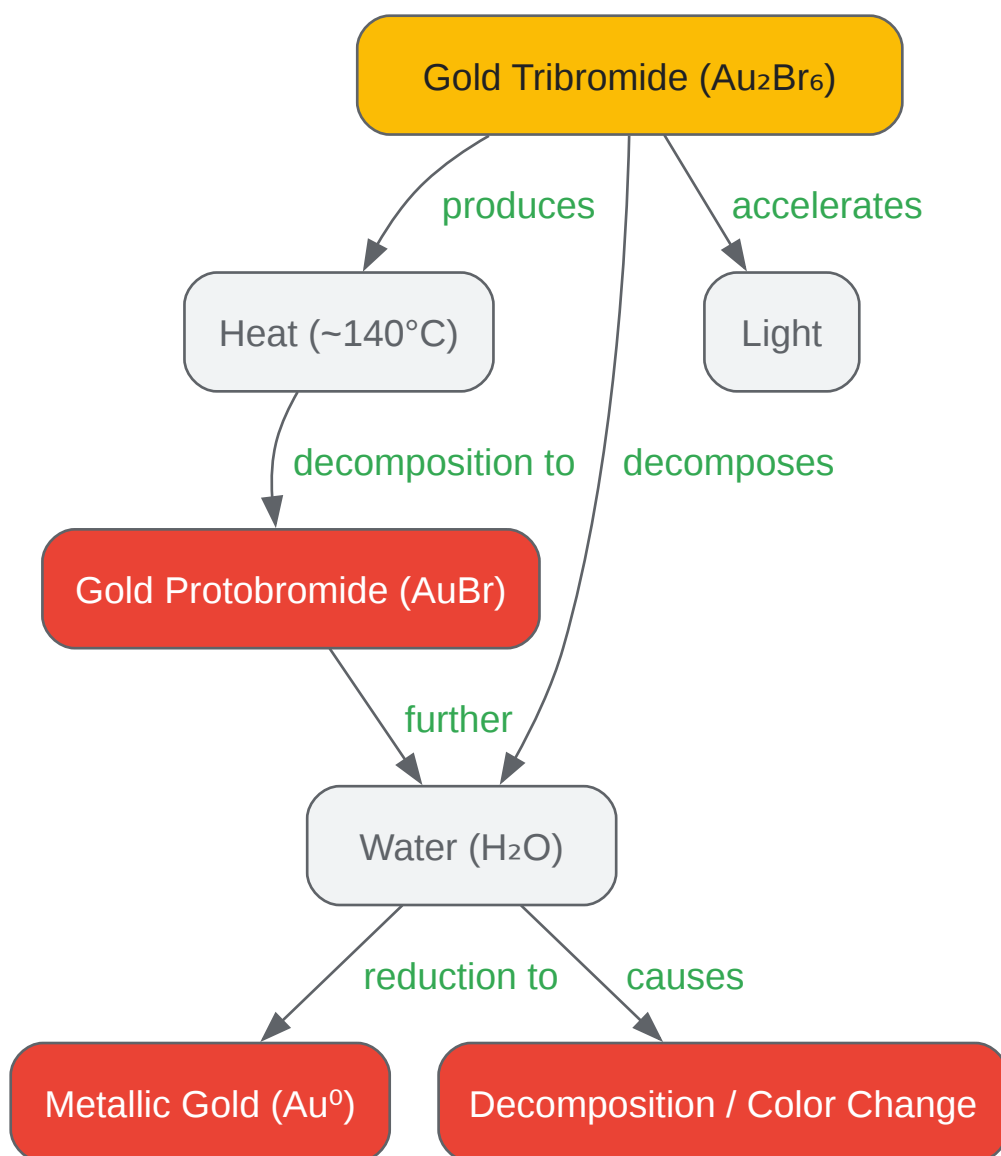 Gold Tribromide (Au₂Br₆)
produces
accelerates
Heat (~140°C)
Light
decomposition to
decomposes
Gold Protobromide (AuBr)
further
Water (H₂O)
reduction to
causes
Metallic Gold (Au⁰)
Decomposition / Color Change